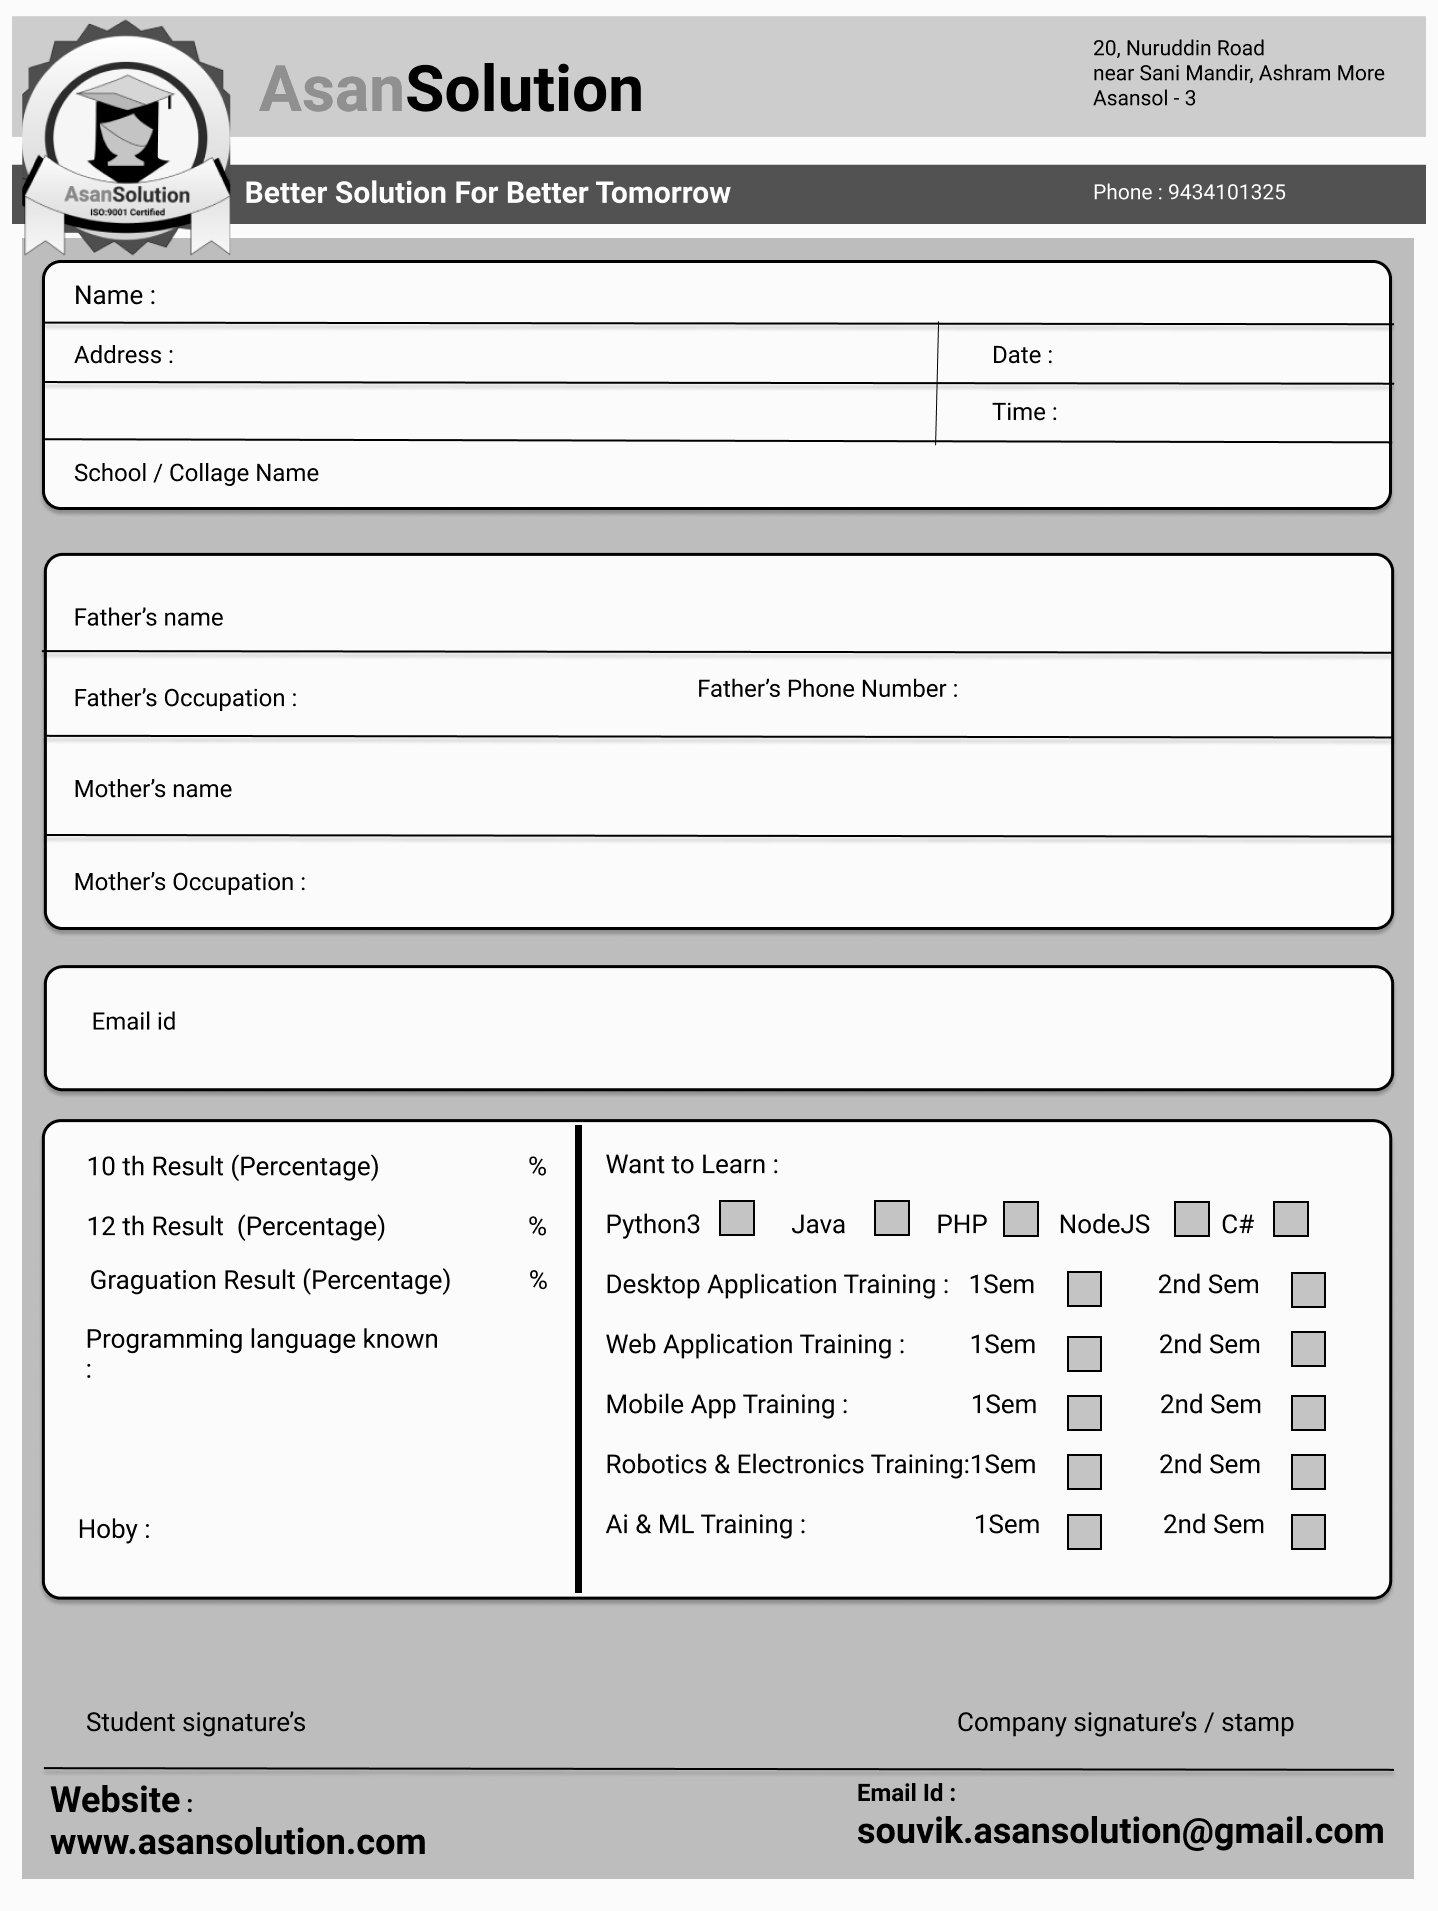 AsanSolution
20, Nuruddin Road
near Sani Mandir, Ashram More
Asansol - 3
AsanSolution
ISO:9001 Certified
Better Solution For Better Tomorrow
Phone : 9434101325
Name :
Address :
Date :
Time :
School / Collage Name
Father’s name
Father’s Occupation :
Father’s Phone Number :
Mother’s name
Mother’s Occupation :
Email id
10 th Result (Percentage) %
12 th Result (Percentage) %
Graguation Result (Percentage) %
Programming language known
:
Hoby :
Want to Learn :
Python3 Java PHP NodeJS C#
Desktop Application Training : 1Sem 2nd Sem
Web Application Training : 1Sem 2nd Sem
Mobile App Training : 1Sem 2nd Sem
Robotics & Electronics Training:1Sem 2nd Sem
Ai & ML Training : 1Sem 2nd Sem
Student signature’s
Company signature’s / stamp
Website :
www.asansolution.com
Email Id :
souvik.asansolution@gmail.com